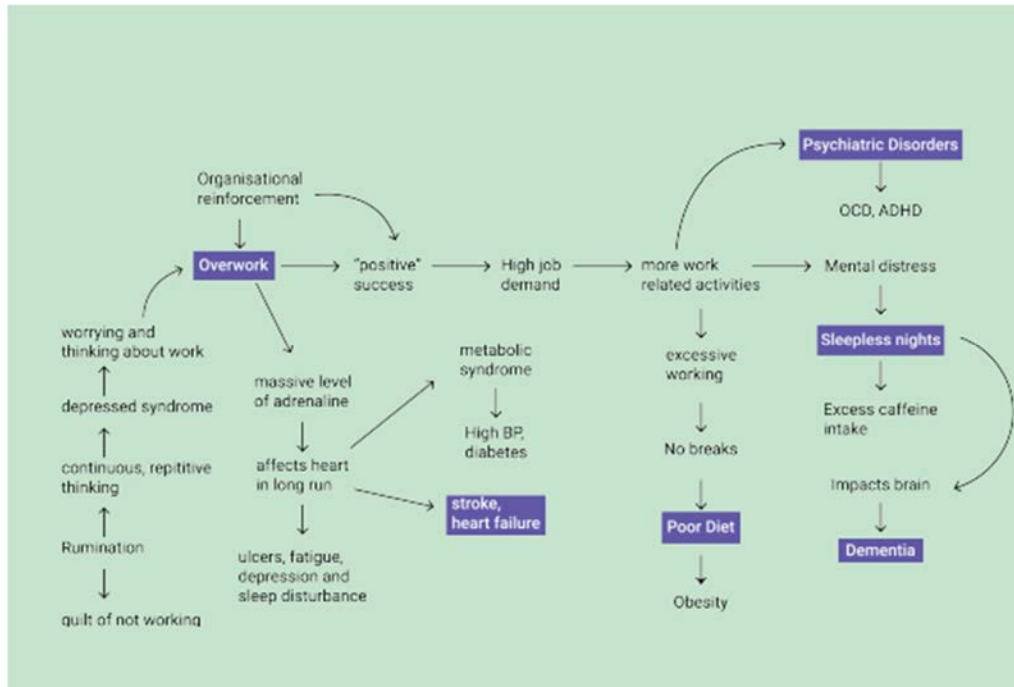 Psychiatric Disorders
OCD, ADHD
Organisational
reinforcement
Overwork
"positive"
success
High job
demand
more work
related activities
Mental distress
worrying and
thinking about work
depressed syndrome
continuous, repititive
thinking
Rumination
guilt of not working
massive level
of adrenaline
affects heart
in long run
ulcers, fatigue,
depression and
sleep disturbance
metabolic
syndrome
High BP,
diabetes
stroke,
heart failure
excessive
working
No breaks
Poor Diet
Obesity
Sleepless nights
Excess caffeine
intake
Impacts brain
Dementia